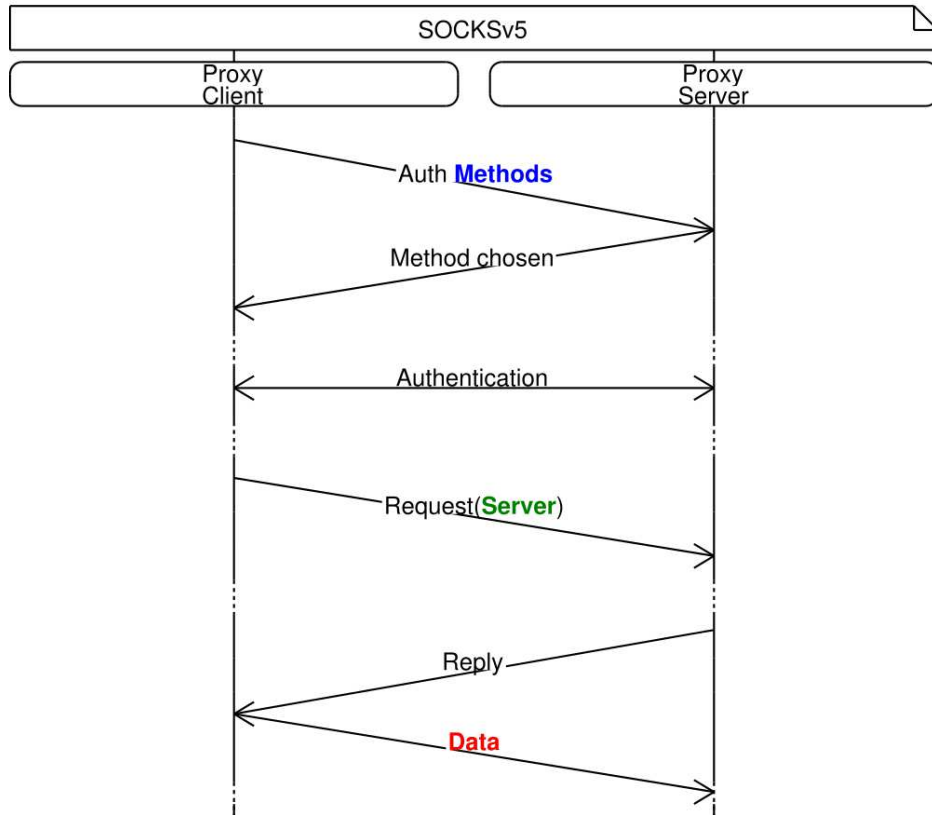 SOCKSv5
Proxy
Client
Proxy
Server
Auth Methods
Method chosen
Authentication
Request(Server)
Reply
Data